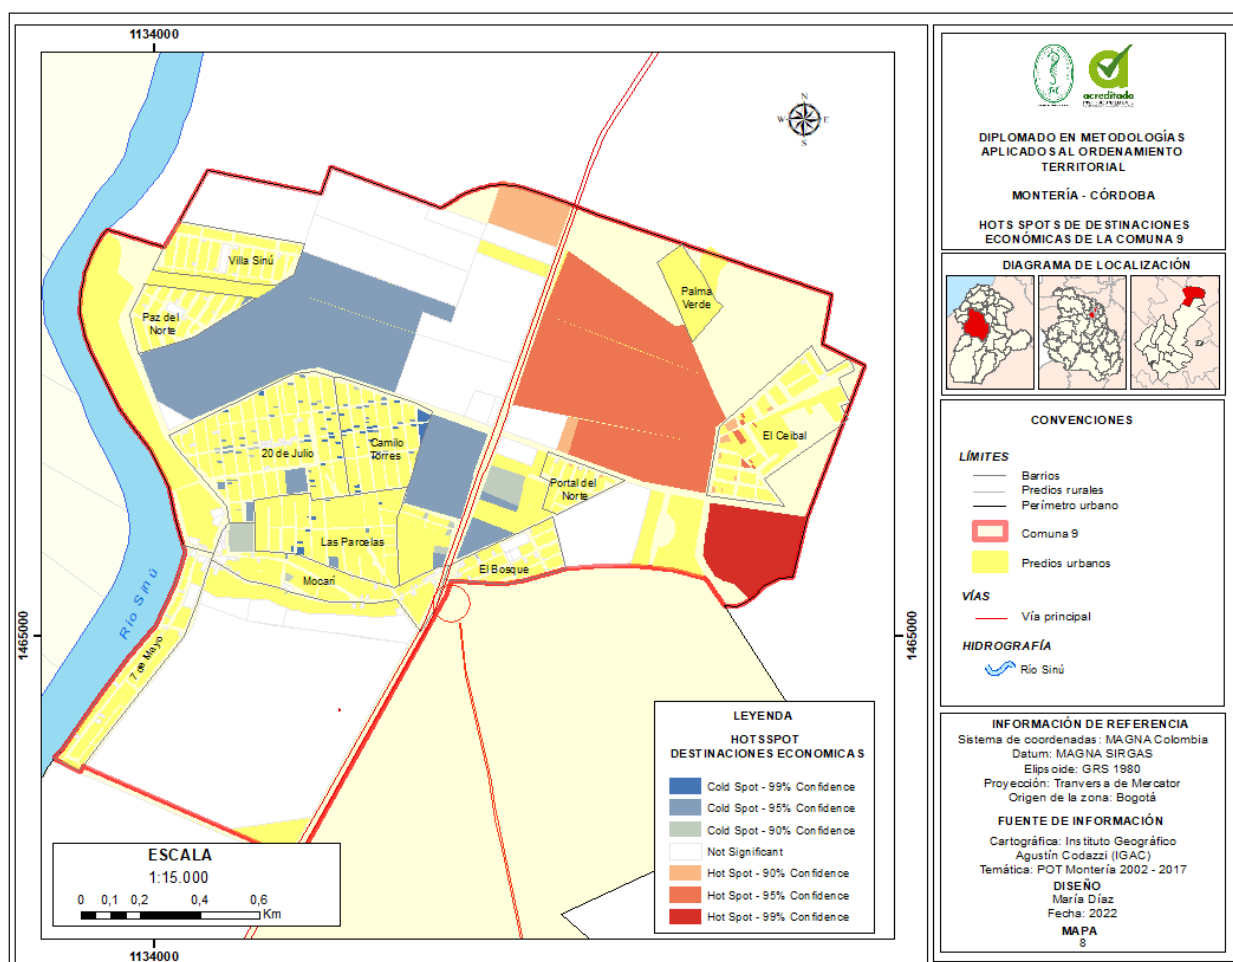 1134000
1465000
1465000
1134000
N
W
E
S
Villa Sinú
Paz del
Norte
Palma
Verde
El Ceibal
20 de Julio
Camilo
Torres
Portal del
Norte
Las Parcelas
El Bosque
Mocarí
7 de Mayo
Río Sinú
ESCALA
1:15.000
0 0,1 0,2 0,4 0,6
Km
LEYENDA
HOTSSPOT
DESTINACIONES ECONOMICAS
Cold Spot - 99% Confidence
Cold Spot - 95% Confidence
Cold Spot - 90% Confidence
Not Significant
Hot Spot - 90% Confidence
Hot Spot - 95% Confidence
Hot Spot - 99% Confidence
acreditada
DIPLOMADO EN METODOLOGÍAS
APLICADOS AL ORDENAMIENTO
TERRITORIAL
MONTERÍA - CÓRDOBA
HOTS SPOTS DE DESTINACIONES
ECONÓMICAS DE LA COMUNA 9
DIAGRAMA DE LOCALIZACIÓN
CONVENCIONES
LÍMITES
Barrios
Predios rurales
Perímetro urbano
Comuna 9
Predios urbanos
VÍAS
Vía principal
HIDROGRAFÍA
Río Sinú
INFORMACIÓN DE REFERENCIA
Sistema de coordenadas: MAGNA Colombia
Datum: MAGNA SIRGAS
Elipsoide: GRS 1980
Proyección: Tranversa de Mercator
Origen de la zona: Bogotá
FUENTE DE INFORMACIÓN
Cartográfica: Instituto Geográfico
Agustín Codazzi (IGAC)
Temática: POT Montería 2002 - 2017
DISEÑO
María Díaz
Fecha: 2022
MAPA
8